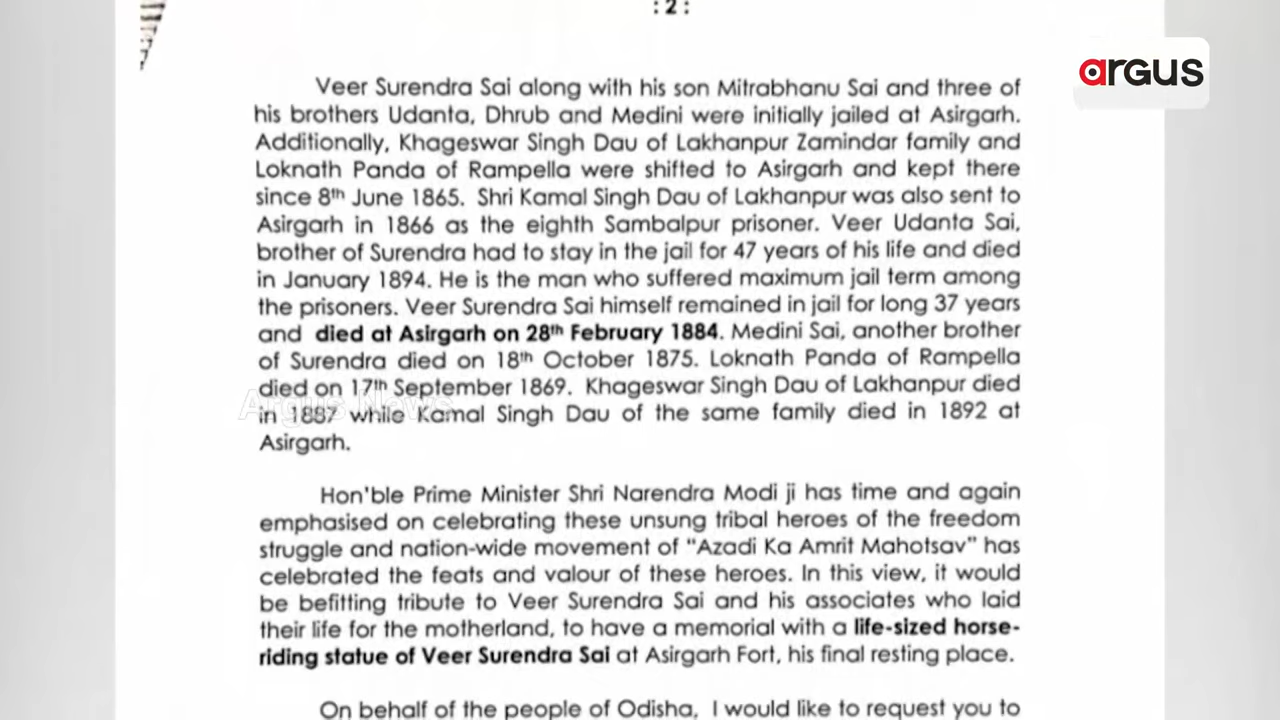 : 2 :
argus
Veer Surendra Sai along with his son Mitrabhanu Sai and three of
his brothers Udanta, Dhrub and Medini were initially jailed at Asirgarh.
Additionally, Khageswar Singh Dau of Lakhanpur Zamindar family and
Loknath Panda of Rampella were shifted to Asirgarh and kept there
since 8th June 1865. Shri Kamal Singh Dau of Lakhanpur was also sent to
Asirgarh in 1866 as the eighth Sambalpur prisoner. Veer Udanta Sai,
brother of Surendra had to stay in the jail for 47 years of his life and died
in January 1894. He is the man who suffered maximum jail term among
the prisoners. Veer Surendra Sai himself remained in jail for long 37 years
and died at Asirgarh on 28th February 1884. Medini Sai, another brother
of Surendra died on 18th October 1875. Loknath Panda of Rampella
died on 17th September 1869. Khageswar Singh Dau of Lakhanpur died
Argus News
in 1887 while Kamal Singh Dau of the same family died in 1892 at
Asirgarh.
Hon'ble Prime Minister Shri Narendra Modi ji has time and again
emphasised on celebrating these unsung tribal heroes of the freedom
struggle and nation-wide movement of "Azadi Ka Amrit Mahotsav" has
celebrated the feats and valour of these heroes. In this view, it would
be befitting tribute to Veer Surendra Sai and his associates who laid
their life for the motherland, to have a memorial with a life-sized horse-
riding statue of Veer Surendra Sai at Asirgarh Fort, his final resting place.
On behalf of the people of Odisha, I would like to request you to